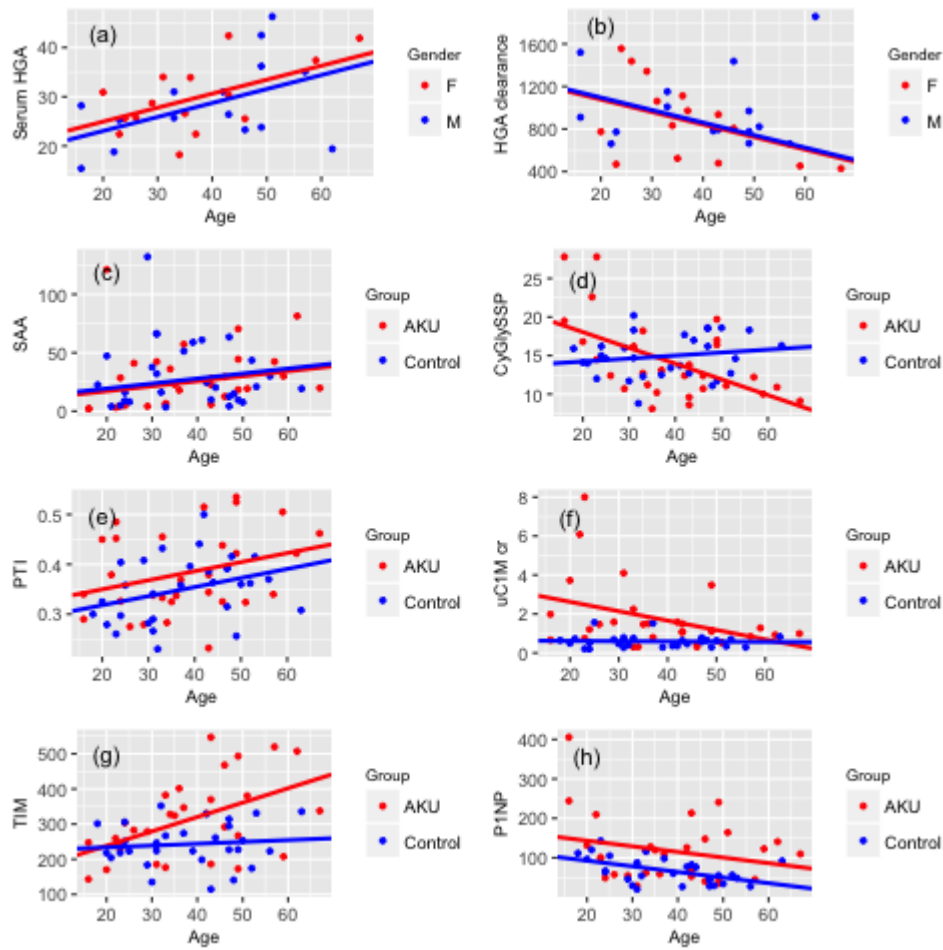 (a)
Serum HGA
40
30
20
20 30 40 50 60
Age
Gender
F
M
(b)
HGA clearance
1600
1200
800
400
20 30 40 50 60
Age
Gender
F
M
(c)
SAA
100
50
0
20 30 40 50 60
Age
Group
AKU
Control
(d)
CyGlySSP
25
20
15
10
20 30 40 50 60
Age
Group
AKU
Control
(e)
PTI
0.5
0.4
0.3
20 30 40 50 60
Age
Group
AKU
Control
(f)
uC1M cr
8
6
4
2
0
20 30 40 50 60
Age
Group
AKU
Control
(g)
TIM
500
400
300
200
100
20 30 40 50 60
Age
Group
AKU
Control
(h)
P1NP
400
300
200
100
20 30 40 50 60
Age
Group
AKU
Control